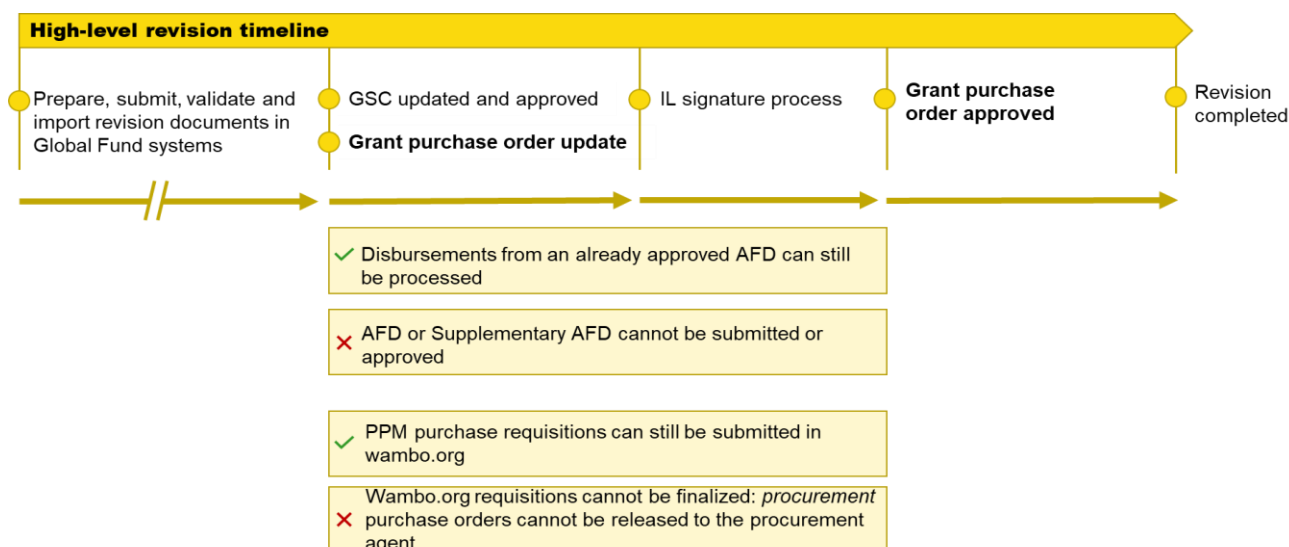 High-level revision timeline
Prepare, submit, validate and
import revision documents in
Global Fund systems
GSC updated and approved
Grant purchase order update
IL signature process
Grant purchase
order approved
Revision
completed
Disbursements from an already approved AFD can still
be processed
AFD or Supplementary AFD cannot be submitted or
approved
PPM purchase requisitions can still be submitted in
wambo.org
Wambo.org requisitions cannot be finalized: procurement
purchase orders cannot be released to the procurement
agent